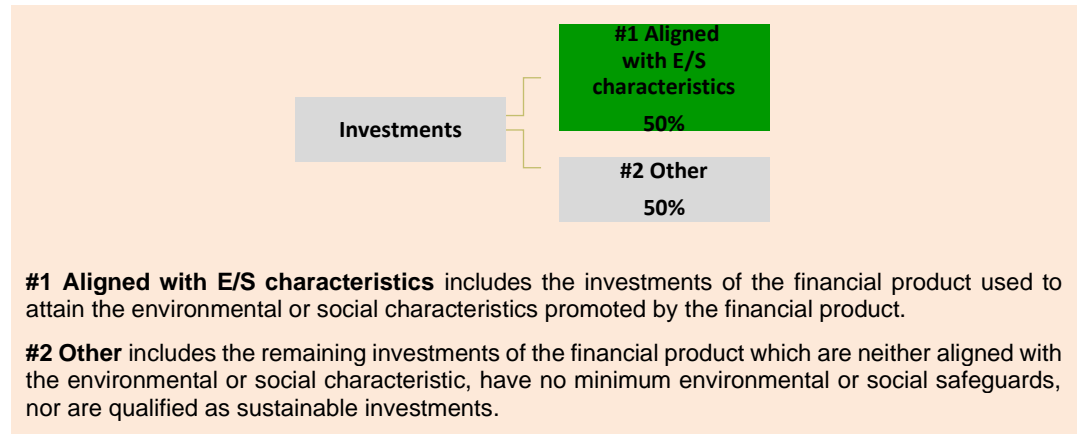 #1 Aligned
with E/S
characteristics
50%
Investments
#2 Other
50%
#1 Aligned with E/S characteristics includes the investments of the financial product used to
attain the environmental or social characteristics promoted by the financial product.
#2 Other includes the remaining investments of the financial product which are neither aligned with
the environmental or social characteristic, have no minimum environmental or social safeguards,
nor are qualified as sustainable investments.